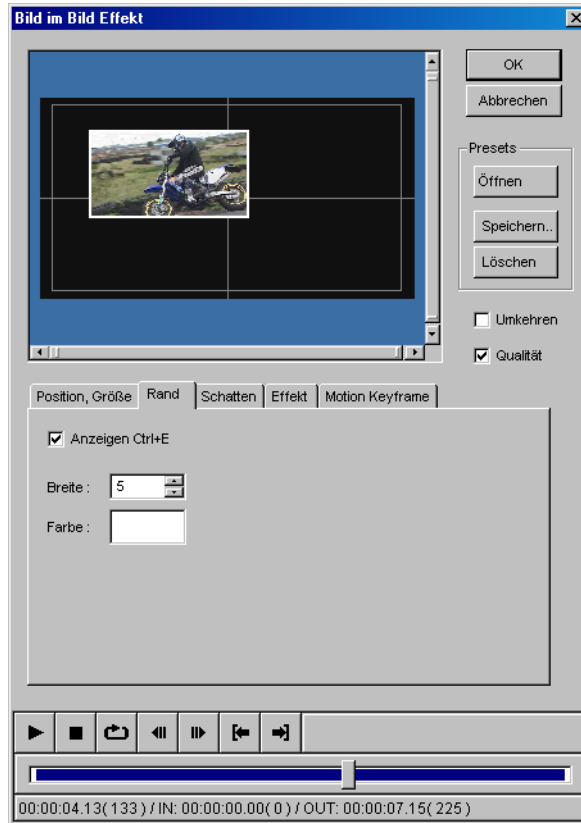 Bild im Bild Effekt
OK
Abbrechen
Presets
Öffnen
Speichern..
Löschen
Umkehren
Qualität
Position, Größe Rand Schatten Effekt Motion Keyframe
Anzeigen Ctrl+E
Breite : 5
Farbe :
00:00:04.13( 133 ) / IN: 00:00:00.00( 0 ) / OUT: 00:00:07.15( 225 )